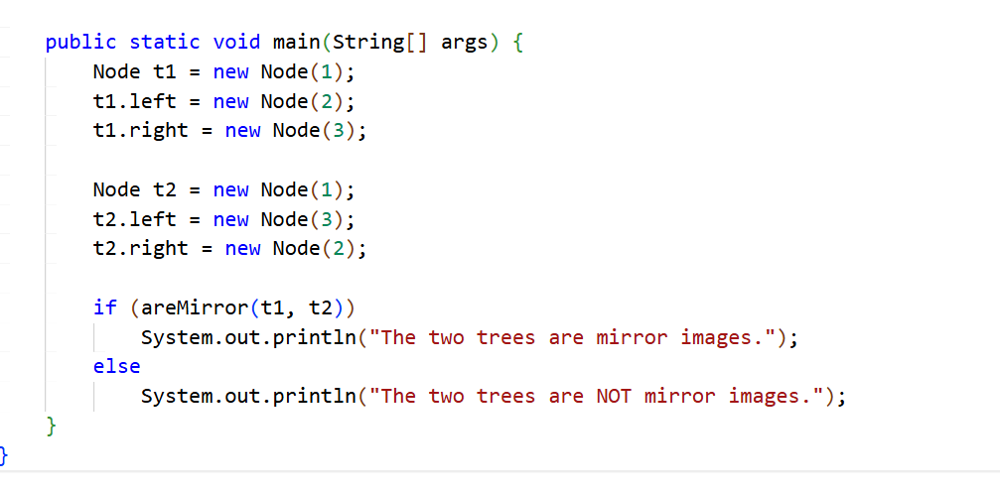 public static void main(String[] args) {
Node t1 = new Node(1);
t1.left = new Node(2);
t1.right = new Node(3);
Node t2 = new Node(1);
t2.left = new Node(3);
t2.right = new Node(2);
if (areMirror(t1, t2))
System.out.println("The two trees are mirror images.");
else
System.out.println("The two trees are NOT mirror images.");
}
}